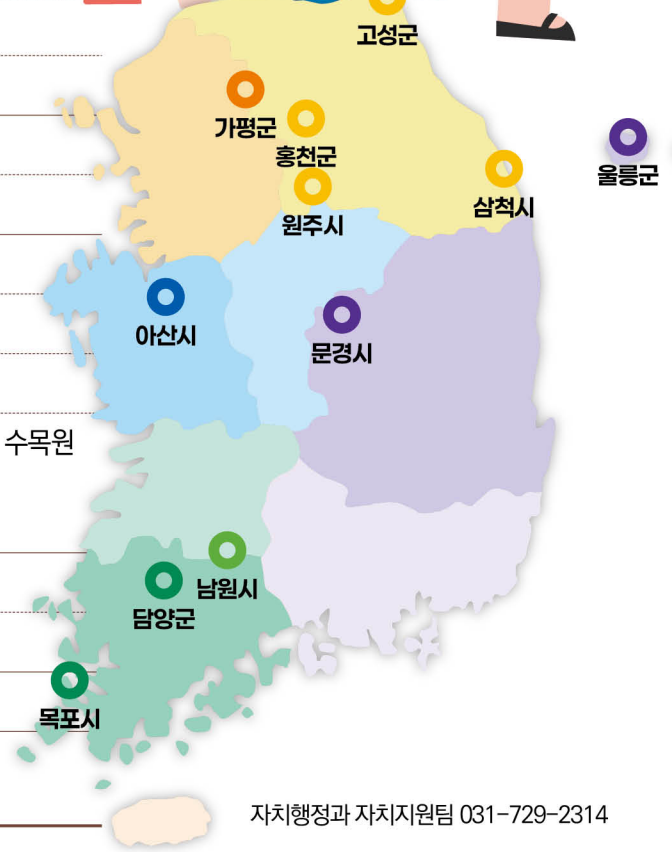 고성군
가평군
홍천군
울릉군
원주시
삼척시
아산시
문경시
수목원
남원시
담양군
목포시
자치행정과 자치지원팀 031-729-2314